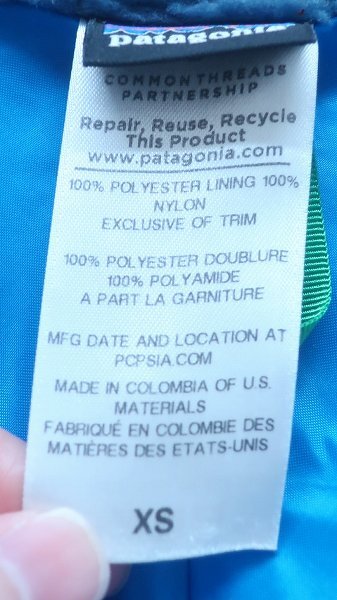 patagonia
COMMON THREADS
PARTNERSHIP
Repair, Reuse, Recycle
This Product
www.patagonia.com
100% POLYESTER LINING 100%
NYLON
EXCLUSIVE OF TRIM
100% POLYESTER DOUBLURE
100% POLYAMIDE
A PART LA GARNITURE
MFG DATE AND LOCATION AT
PCPSIA.COM
MADE IN COLOMBIA OF U.S.
MATERIALS
FABRIQUÉ EN COLOMBIE DES
MATIÈRES DES ETATS-UNIS
XS